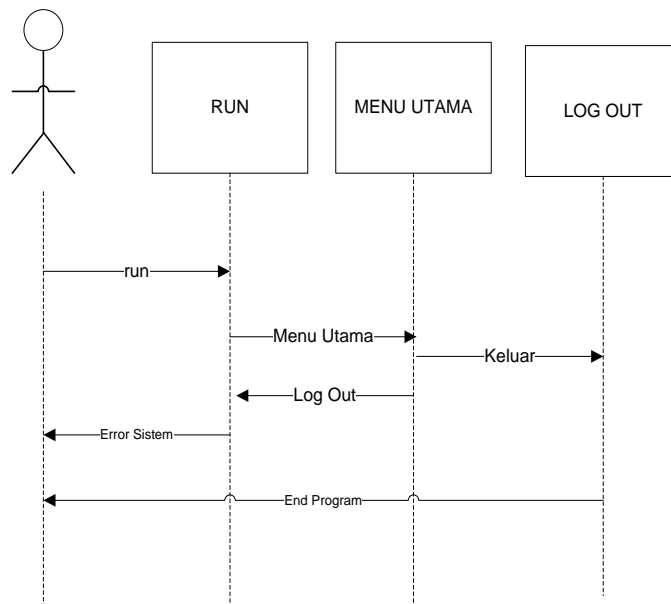 RUN
MENU UTAMA
LOG OUT
run
Menu Utama
Keluar
Log Out
Error Sistem
End Program